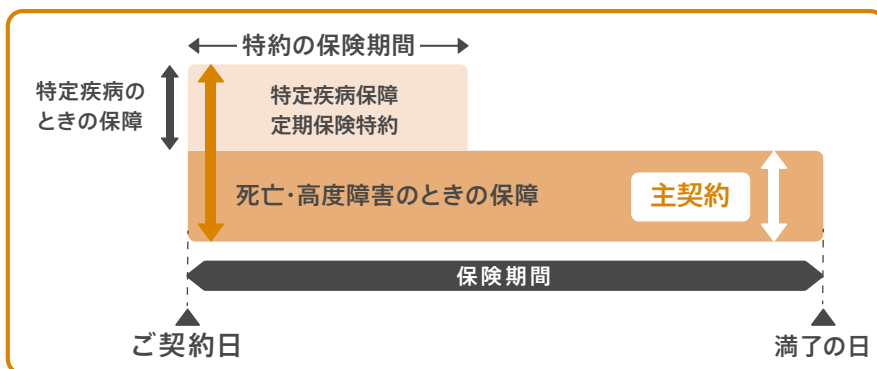 特約の保険期間
特定疾病の
ときの保障
特定疾病保障
定期保険特約
死亡・高度障害のときの保障
主契約
保険期間
ご契約日
満了の日